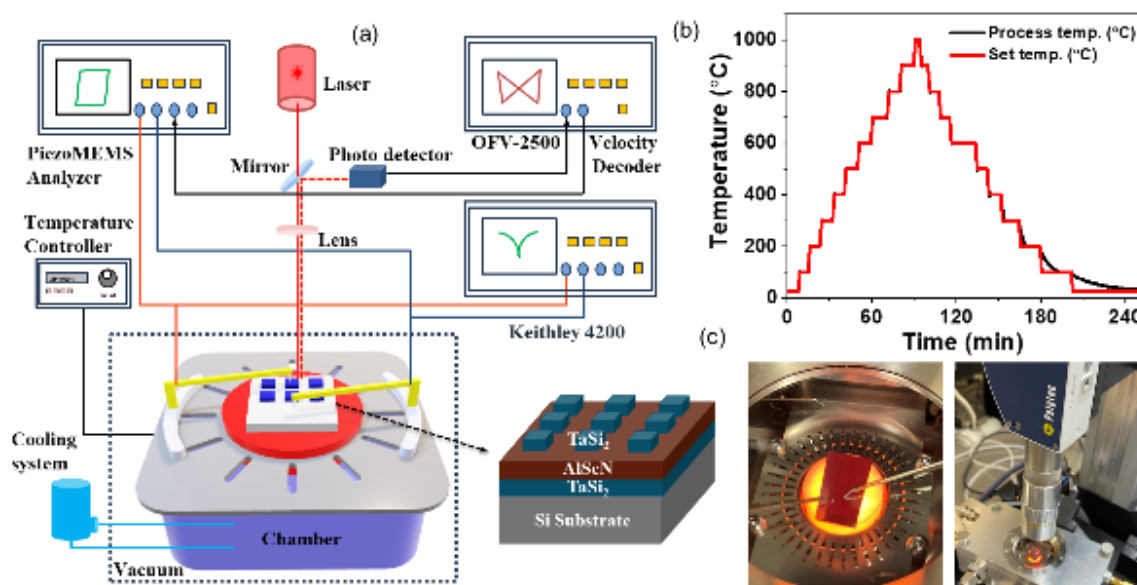 (a)
Laser
OFV-2500
Velocity
Decoder
PiezoMEMS
Analyzer
Mirror
Photo detector
Temperature
Controller
Lens
Keithley 4200
Cooling
system
Chamber
Vacuum
TaSi₂
AlScN
TaSi₂
Si Substrate
(b)
Process temp. (°C)
Set temp. (°C)
Temperature (°C)
1000
800
600
400
200
0
0 60 120 180 240
Time (min)
(c)
Polytec